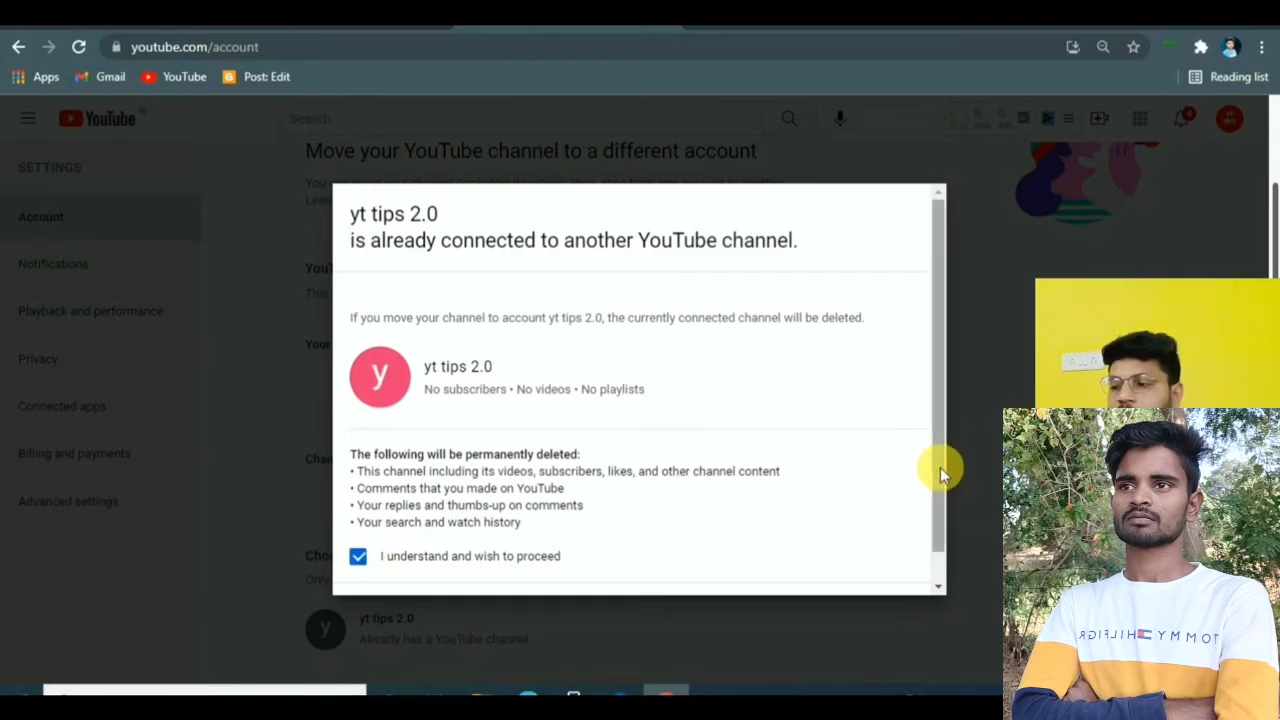 youtube.com/account
Apps
Gmail
YouTube
Post: Edit
Reading list
YouTube
Search
SETTINGS
Move your YouTube channel to a different account
Account
Notifications
Playback and performance
Privacy
Connected apps
Billing and payments
Advanced settings
yt tips 2.0
is already connected to another YouTube channel.
If you move your channel to account yt tips 2.0, the currently connected channel will be deleted.
y
yt tips 2.0
No subscribers • No videos • No playlists
The following will be permanently deleted:
• This channel including its videos, subscribers, likes, and other channel content
• Comments that you made on YouTube
• Your replies and thumbs-up on comments
• Your search and watch history
I understand and wish to proceed
y
yt tips 2.0
Already has a YouTube channel
TOMMY HILFIGER